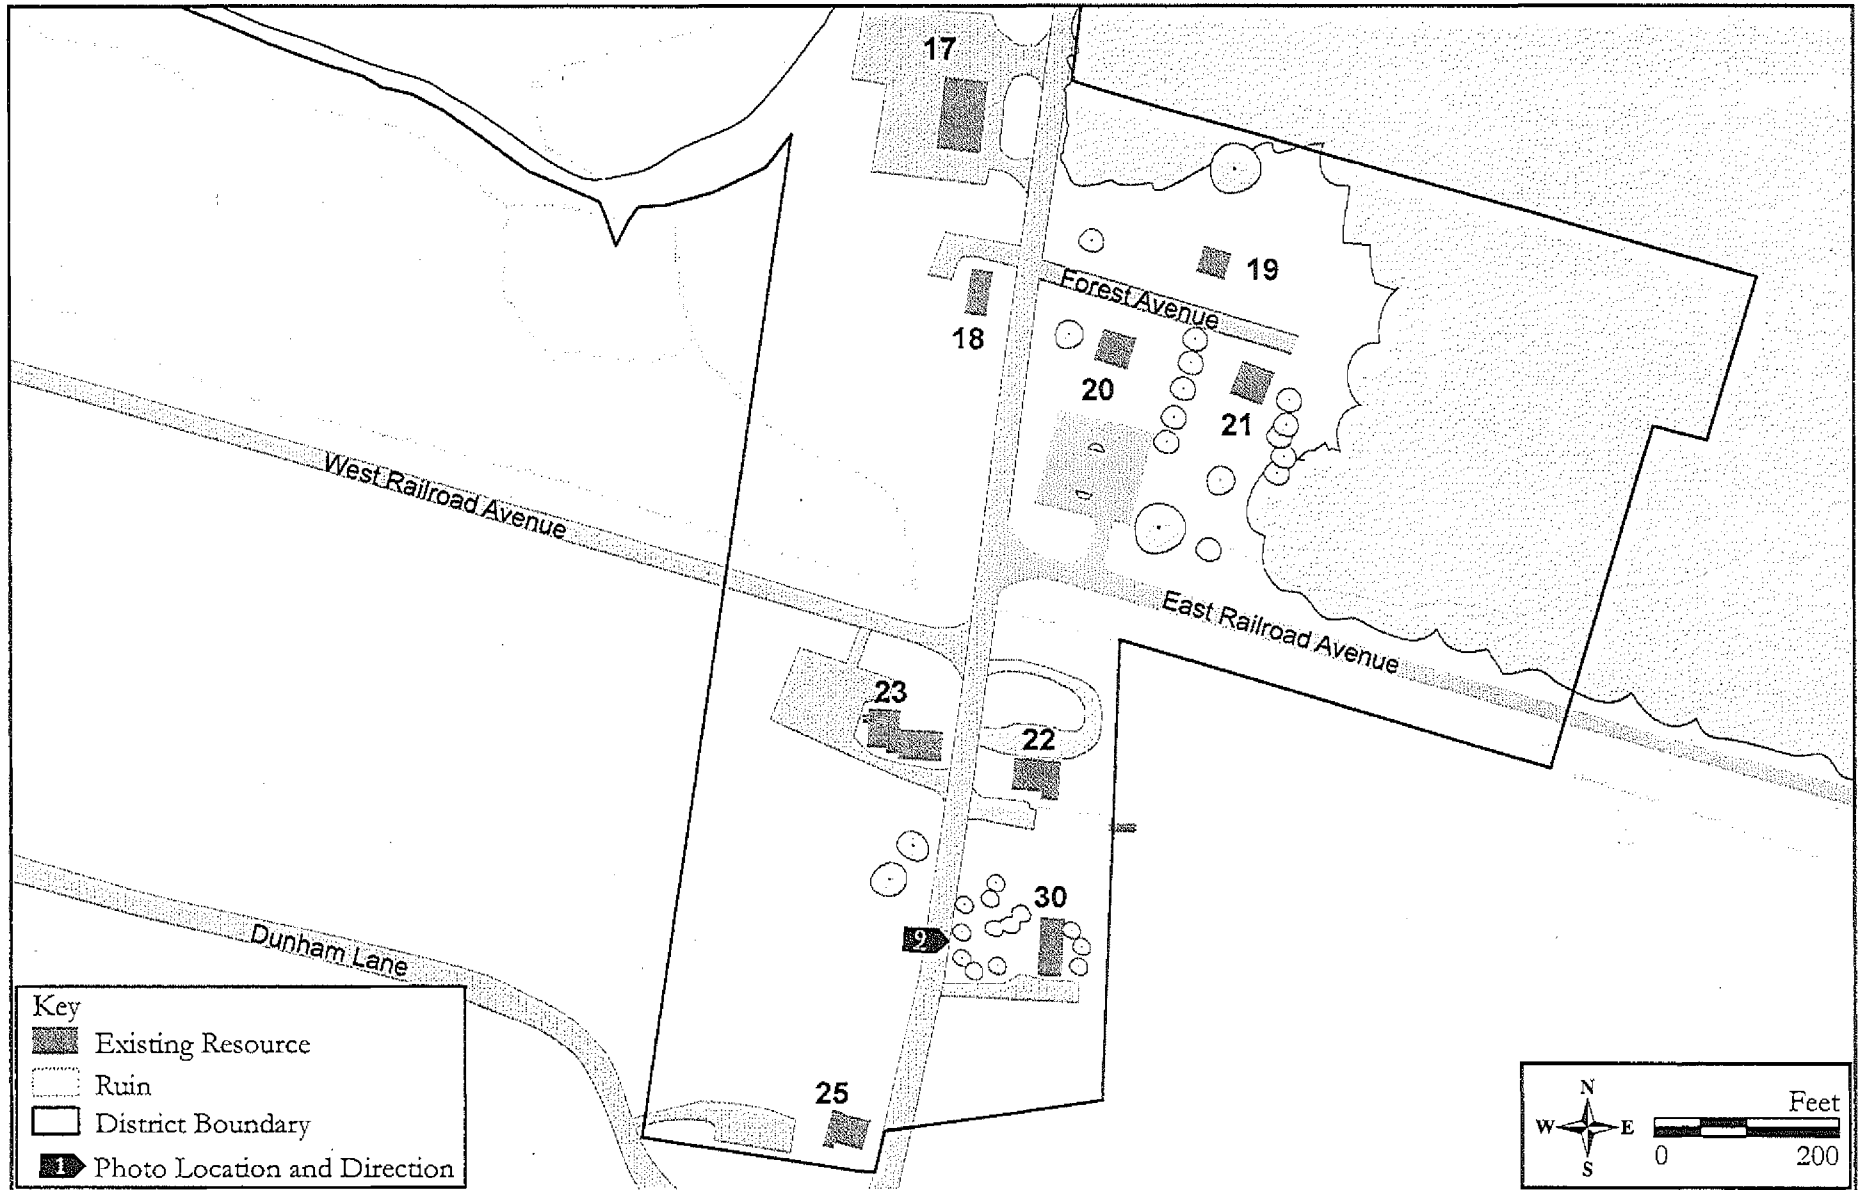 17
19
Forest Avenue
18
20
21
West Railroad Avenue
East Railroad Avenue
23
22
30
9
Dunham Lane
25
Key
Existing Resource
Ruin
District Boundary
1 Photo Location and Direction
N
W E
S
Feet
0 200